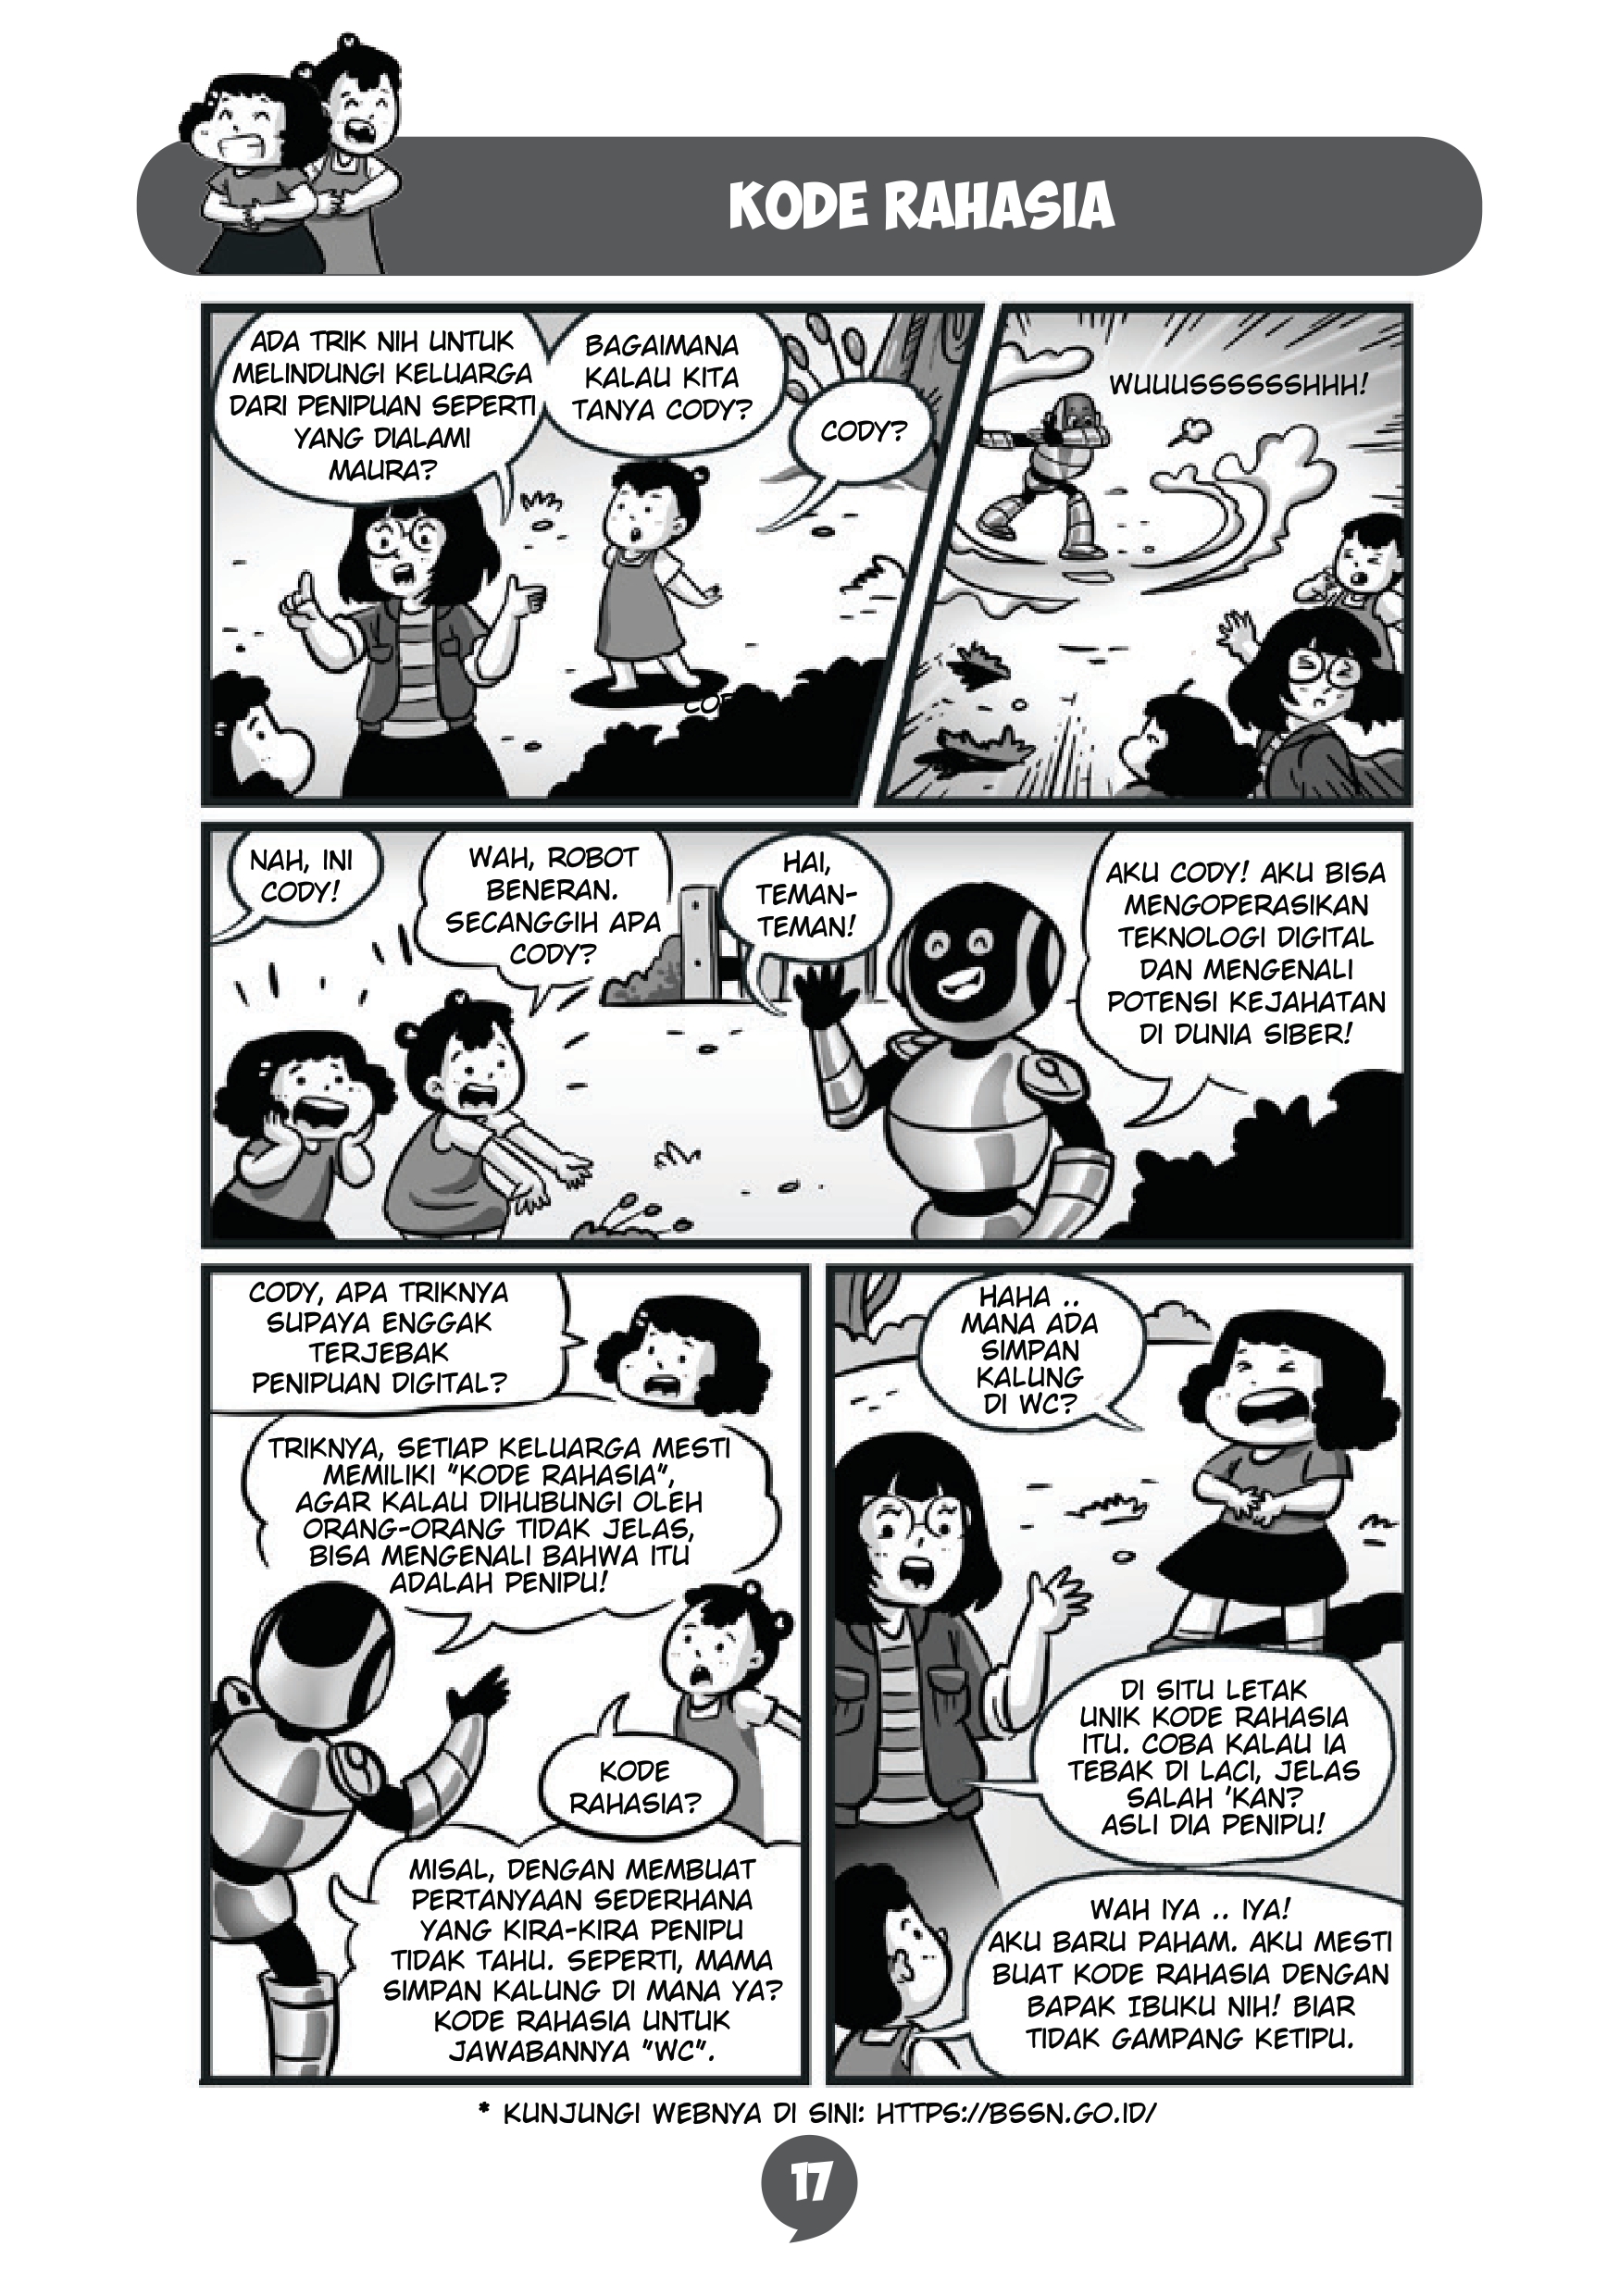 KODE RAHASIA
ADA TRIK NIH UNTUK
MELINDUNGI KELUARGA
DARI PENIPUAN SEPERTI
YANG DIALAMI
MAURA?
BAGAIMANA
KALAU KITA
TANYA CODY?
CODY?
WUUUSSSSSSHHH!
NAH, INI
CODY!
WAH, ROBOT
BENERAN.
SECANGGIH APA
CODY?
HAI,
TEMAN-
TEMAN!
AKU CODY! AKU BISA
MENGOPERASIKAN
TEKNOLOGI DIGITAL
DAN MENGENALI
POTENSI KEJAHATAN
DI DUNIA SIBER!
CODY, APA TRIKNYA
SUPAYA ENGGAK
TERJEBAK
PENIPUAN DIGITAL?
TRIKNYA, SETIAP KELUARGA MESTI
MEMILIKI "KODE RAHASIA",
AGAR KALAU DIHUBUNGI OLEH
ORANG-ORANG TIDAK JELAS,
BISA MENGENALI BAHWA ITU
ADALAH PENIPU!
KODE
RAHASIA?
MISAL, DENGAN MEMBUAT
PERTANYAAN SEDERHANA
YANG KIRA-KIRA PENIPU
TIDAK TAHU. SEPERTI, MAMA
SIMPAN KALUNG DI MANA YA?
KODE RAHASIA UNTUK
JAWABANNYA "WC".
HAHA ..
MANA ADA
SIMPAN
KALUNG
DI WC?
DI SITU LETAK
UNIK KODE RAHASIA
ITU. COBA KALAU IA
TEBAK DI LACI, JELAS
SALAH 'KAN?
ASLI DIA PENIPU!
WAH IYA .. IYA!
AKU BARU PAHAM. AKU MESTI
BUAT KODE RAHASIA DENGAN
BAPAK IBUKU NIH! BIAR
TIDAK GAMPANG KETIPU.
* KUNJUNGI WEBNYA DI SINI: HTTPS://BSSN.GO.ID/
17